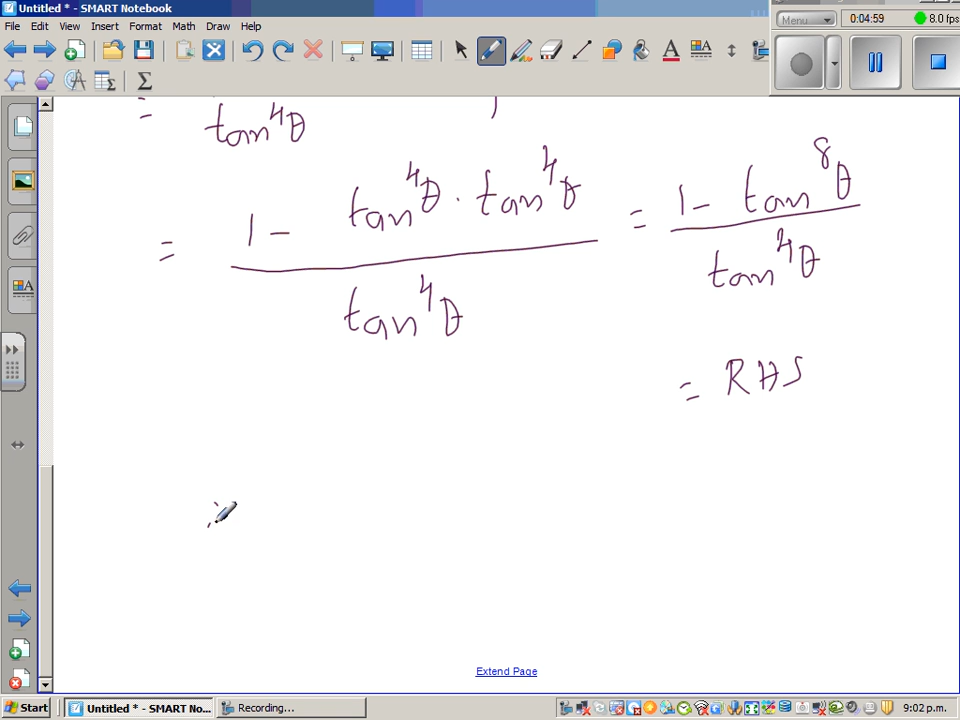 Untitled * - SMART Notebook
File Edit View Insert Format Math Draw Help
Menu
0:04:59
8.0 fps
=
tan⁴θ
= 1 - tan⁴θ · tan⁴θ = 1 - tan⁸θ
tan⁴θ tan⁴θ
= RHS
Extend Page
Start
Untitled * - SMART No...
Recording...
9:02 p.m.